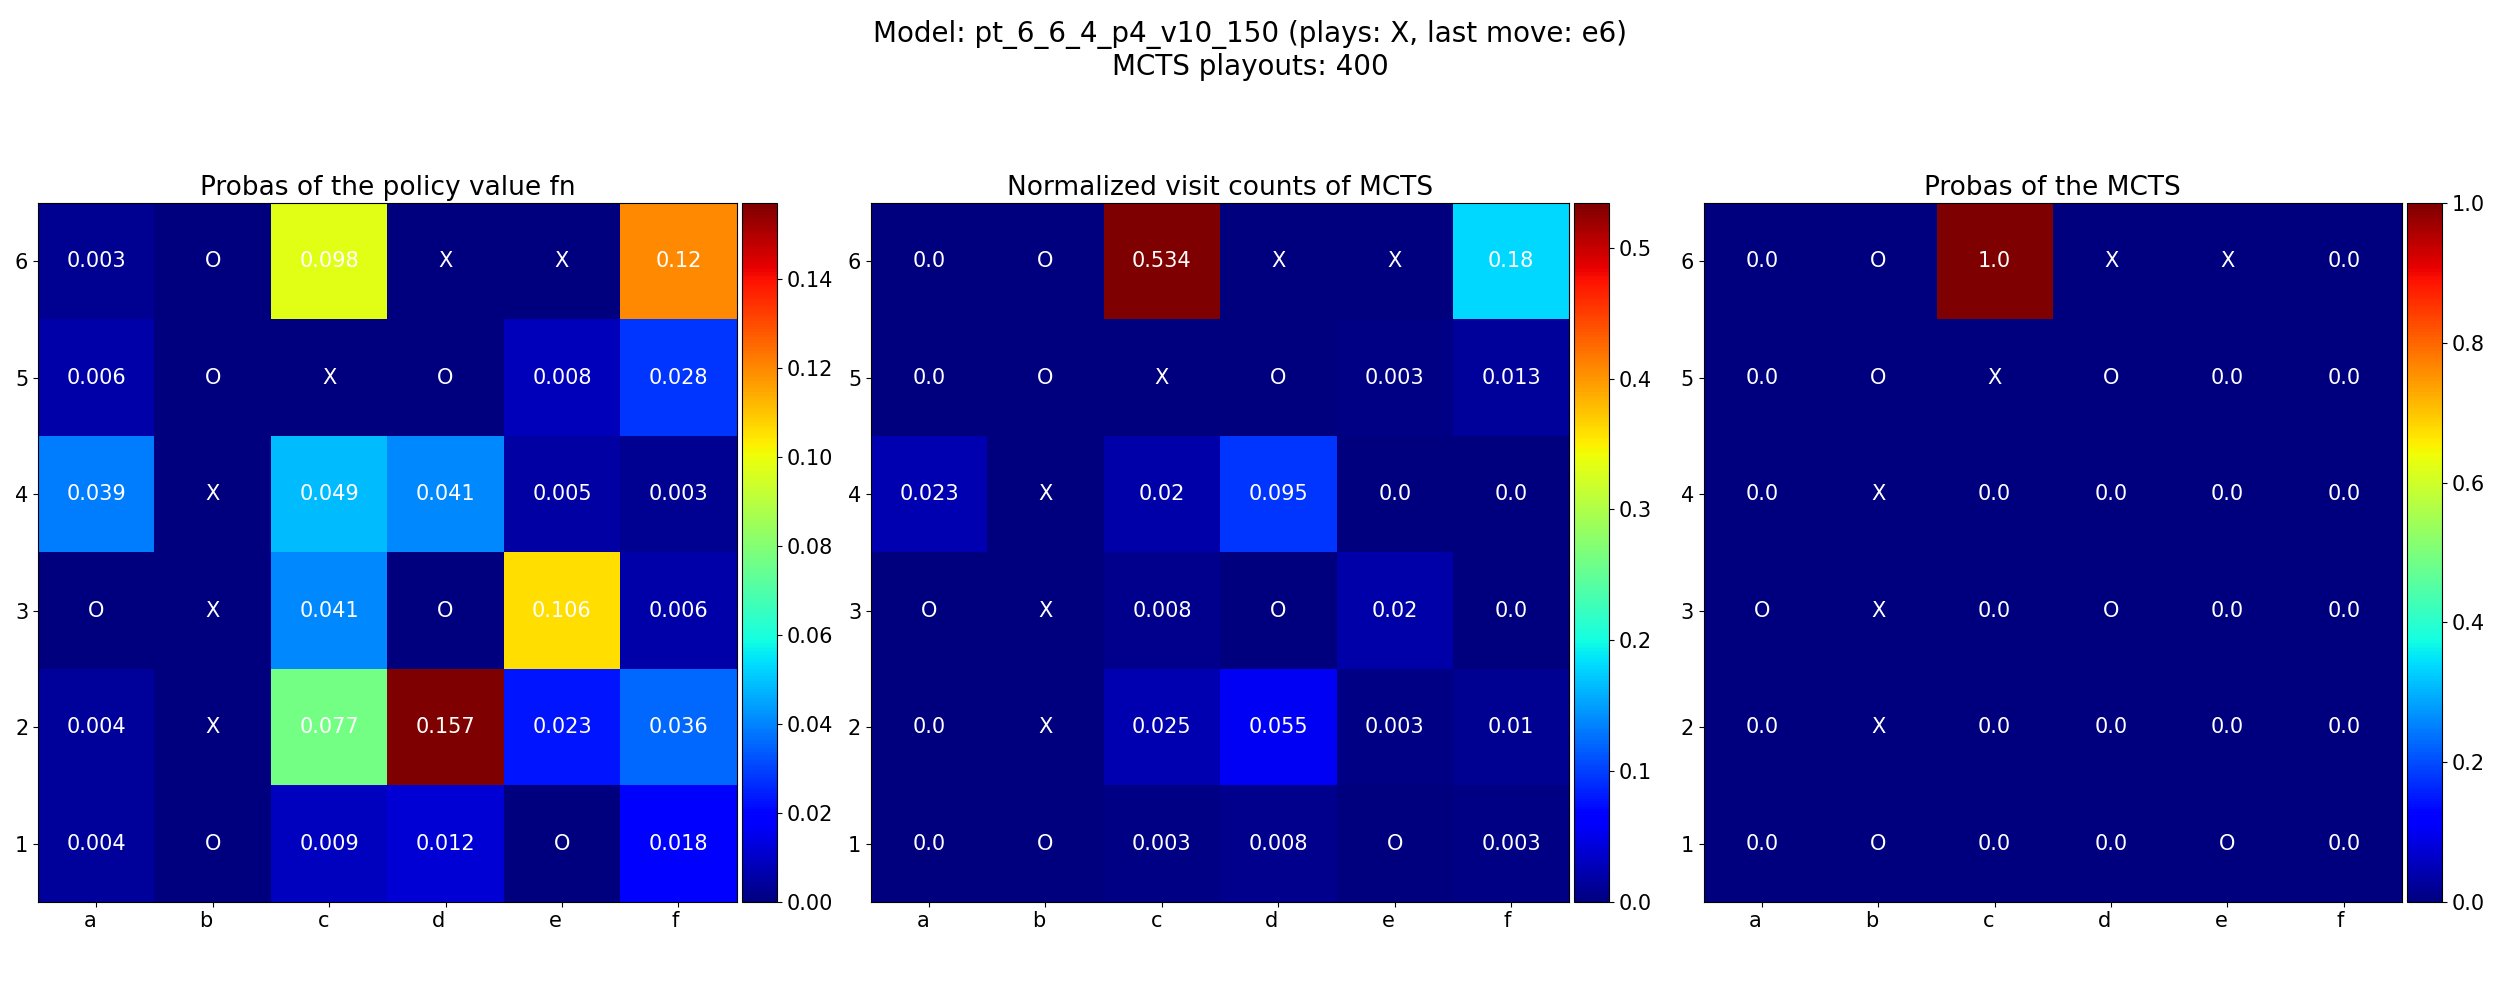 Model: pt_6_6_4_p4_v10_150 (plays: X, last move: e6)
MCTS playouts: 400
Probas of the policy value fn
6 0.003 O 0.098 X X 0.12
5 0.006 O X O 0.008 0.028
4 0.039 X 0.049 0.041 0.005 0.003
3 O X 0.041 O 0.106 0.006
2 0.004 X 0.077 0.157 0.023 0.036
1 0.004 O 0.009 0.012 O 0.018
a b c d e f
0.14
0.12
0.10
0.08
0.06
0.04
0.02
0.00
Normalized visit counts of MCTS
6 0.0 O 0.534 X X 0.18
5 0.0 O X O 0.003 0.013
4 0.023 X 0.02 0.095 0.0 0.0
3 O X 0.008 O 0.02 0.0
2 0.0 X 0.025 0.055 0.003 0.01
1 0.0 O 0.003 0.008 O 0.003
a b c d e f
0.5
0.4
0.3
0.2
0.1
0.0
Probas of the MCTS
6 0.0 O 1.0 X X 0.0
5 0.0 O X O 0.0 0.0
4 0.0 X 0.0 0.0 0.0 0.0
3 O X 0.0 O 0.0 0.0
2 0.0 X 0.0 0.0 0.0 0.0
1 0.0 O 0.0 0.0 O 0.0
a b c d e f
1.0
0.8
0.6
0.4
0.2
0.0